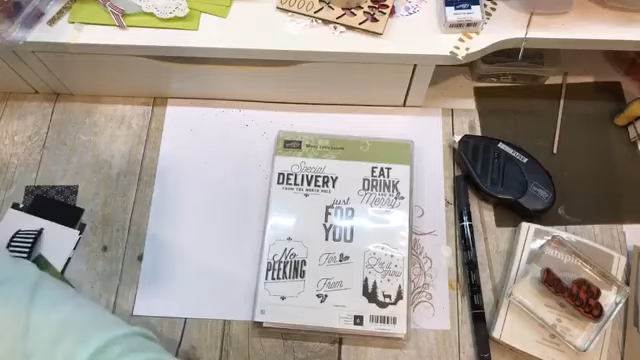 Special
DELIVERY
FROM THE NORTH POLE
EAT
DRINK
AND BE
Merry
just
FOR
YOU
No
PEEKING
For
From
Let it
Snow